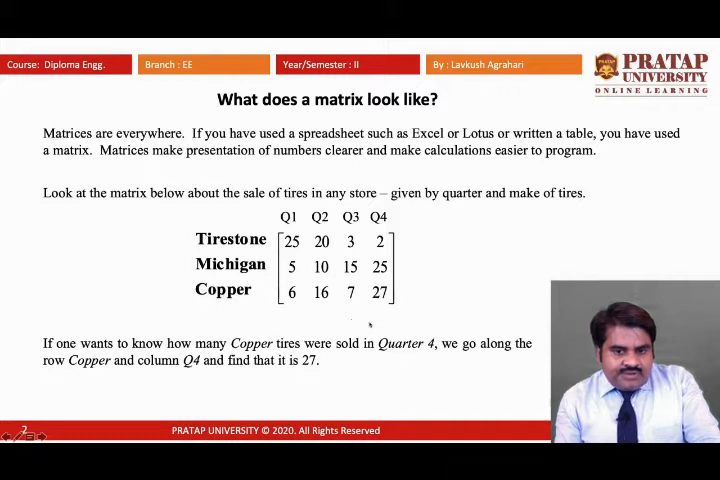 Course: Diploma Engg.
Branch : EE
Year/Semester : II
By : Lavkush Agrahari
PRATAP
PRATAP
UNIVERSITY
ONLINE LEARNING
What does a matrix look like?
Matrices are everywhere. If you have used a spreadsheet such as Excel or Lotus or written a table, you have used
a matrix. Matrices make presentation of numbers clearer and make calculations easier to program.
Look at the matrix below about the sale of tires in any store – given by quarter and make of tires.
Q1 Q2 Q3 Q4
Tirestone 25 20 3 2
Michigan 5 10 15 25
Copper 6 16 7 27
If one wants to know how many Copper tires were sold in Quarter 4, we go along the
row Copper and column Q4 and find that it is 27.
2
PRATAP UNIVERSITY © 2020. All Rights Reserved